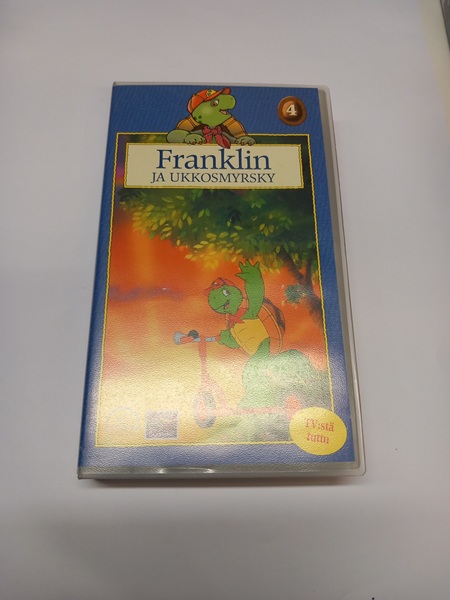 4
Franklin
JA UKKOSMYRSKY
TV:stä
tuttu